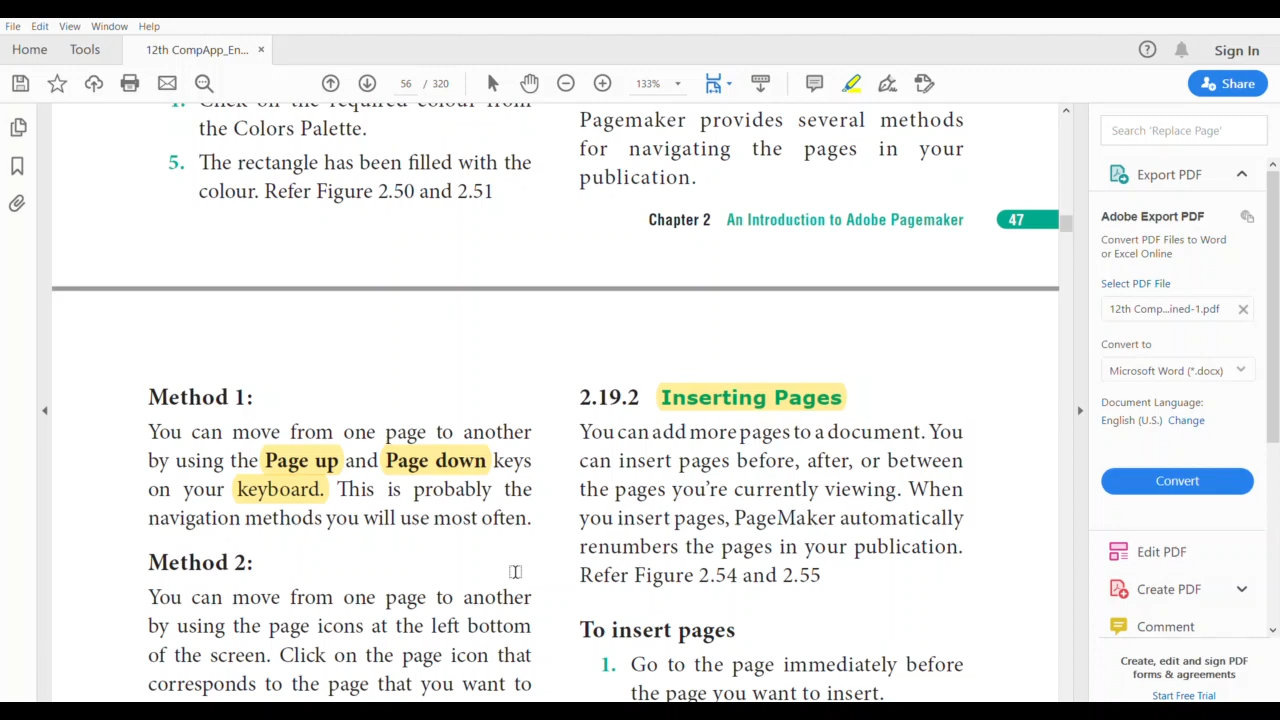 File Edit View Window Help
Home Tools 12th CompApp_En... × Sign In
56 / 320 133% Share
4. Click on the required colour from
the Colors Palette.
5. The rectangle has been filled with the
colour. Refer Figure 2.50 and 2.51
Pagemaker provides several methods
for navigating the pages in your
publication.
Chapter 2 An Introduction to Adobe Pagemaker 47
Method 1:
You can move from one page to another
by using the Page up and Page down keys
on your keyboard. This is probably the
navigation methods you will use most often.
Method 2:
You can move from one page to another
by using the page icons at the left bottom
of the screen. Click on the page icon that
corresponds to the page that you want to
2.19.2 Inserting Pages
You can add more pages to a document. You
can insert pages before, after, or between
the pages you're currently viewing. When
you insert pages, PageMaker automatically
renumbers the pages in your publication.
Refer Figure 2.54 and 2.55
To insert pages
1. Go to the page immediately before
the page you want to insert.
Search 'Replace Page'
Export PDF
Adobe Export PDF
Convert PDF Files to Word
or Excel Online
Select PDF File
12th Comp...ined-1.pdf
Convert to
Microsoft Word (*.docx)
Document Language:
English (U.S.) Change
Convert
Edit PDF
Create PDF
Comment
Create, edit and sign PDF
forms & agreements
Start Free Trial